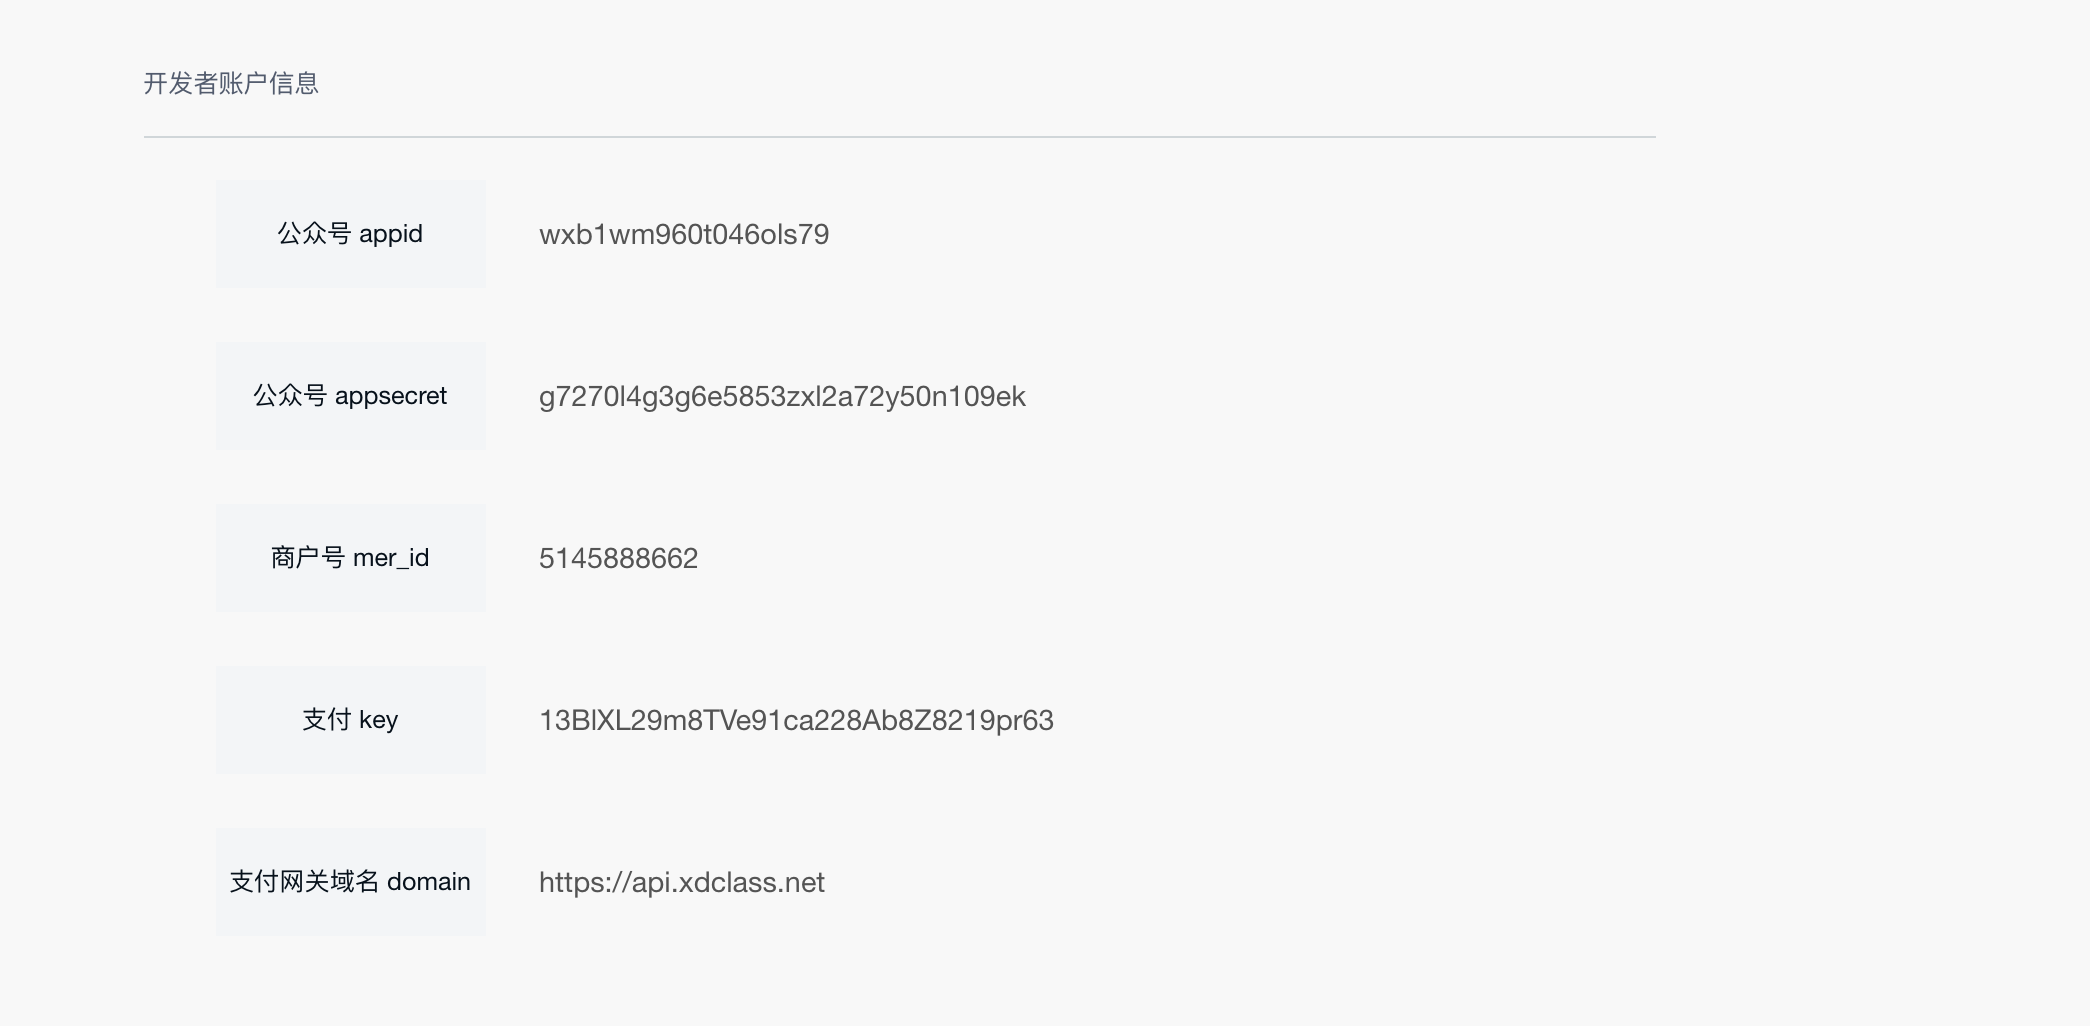 开发者账户信息
公众号 appid wxb1wm960t046ols79
公众号 appsecret g7270l4g3g6e5853zxl2a72y50n109ek
商户号 mer_id 5145888662
支付 key 13BlXL29m8TVe91ca228Ab8Z8219pr63
支付网关域名 domain https://api.xdclass.net